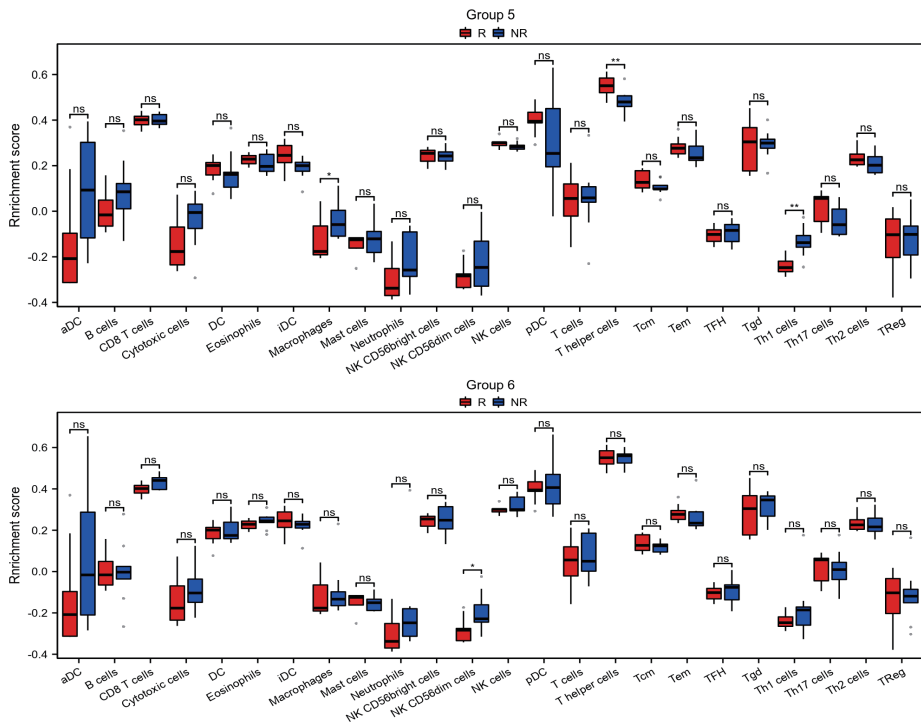 Group 5
R NR
Rnrichment score
0.6
0.4
0.2
0.0
-0.2
-0.4
ns ns ns ns ns ns ns * ns ns ns ns ns ns ns ** ns ns ns ns ** ns ns ns
aDC
B cells
CD8 T cells
Cytotoxic cells
DC
Eosinophils
iDC
Macrophages
Mast cells
Neutrophils
NK CD56bright cells
NK CD56dim cells
NK cells
pDC
T cells
T helper cells
Tcm
Tem
TFH
Tgd
Th1 cells
Th17 cells
Th2 cells
TReg
Group 6
R NR
Rnrichment score
0.6
0.4
0.2
0.0
-0.2
-0.4
ns ns ns ns ns ns ns ns ns ns ns * ns ns ns ns ns ns ns ns ns ns ns ns
aDC
B cells
CD8 T cells
Cytotoxic cells
DC
Eosinophils
iDC
Macrophages
Mast cells
Neutrophils
NK CD56bright cells
NK CD56dim cells
NK cells
pDC
T cells
T helper cells
Tcm
Tem
TFH
Tgd
Th1 cells
Th17 cells
Th2 cells
TReg